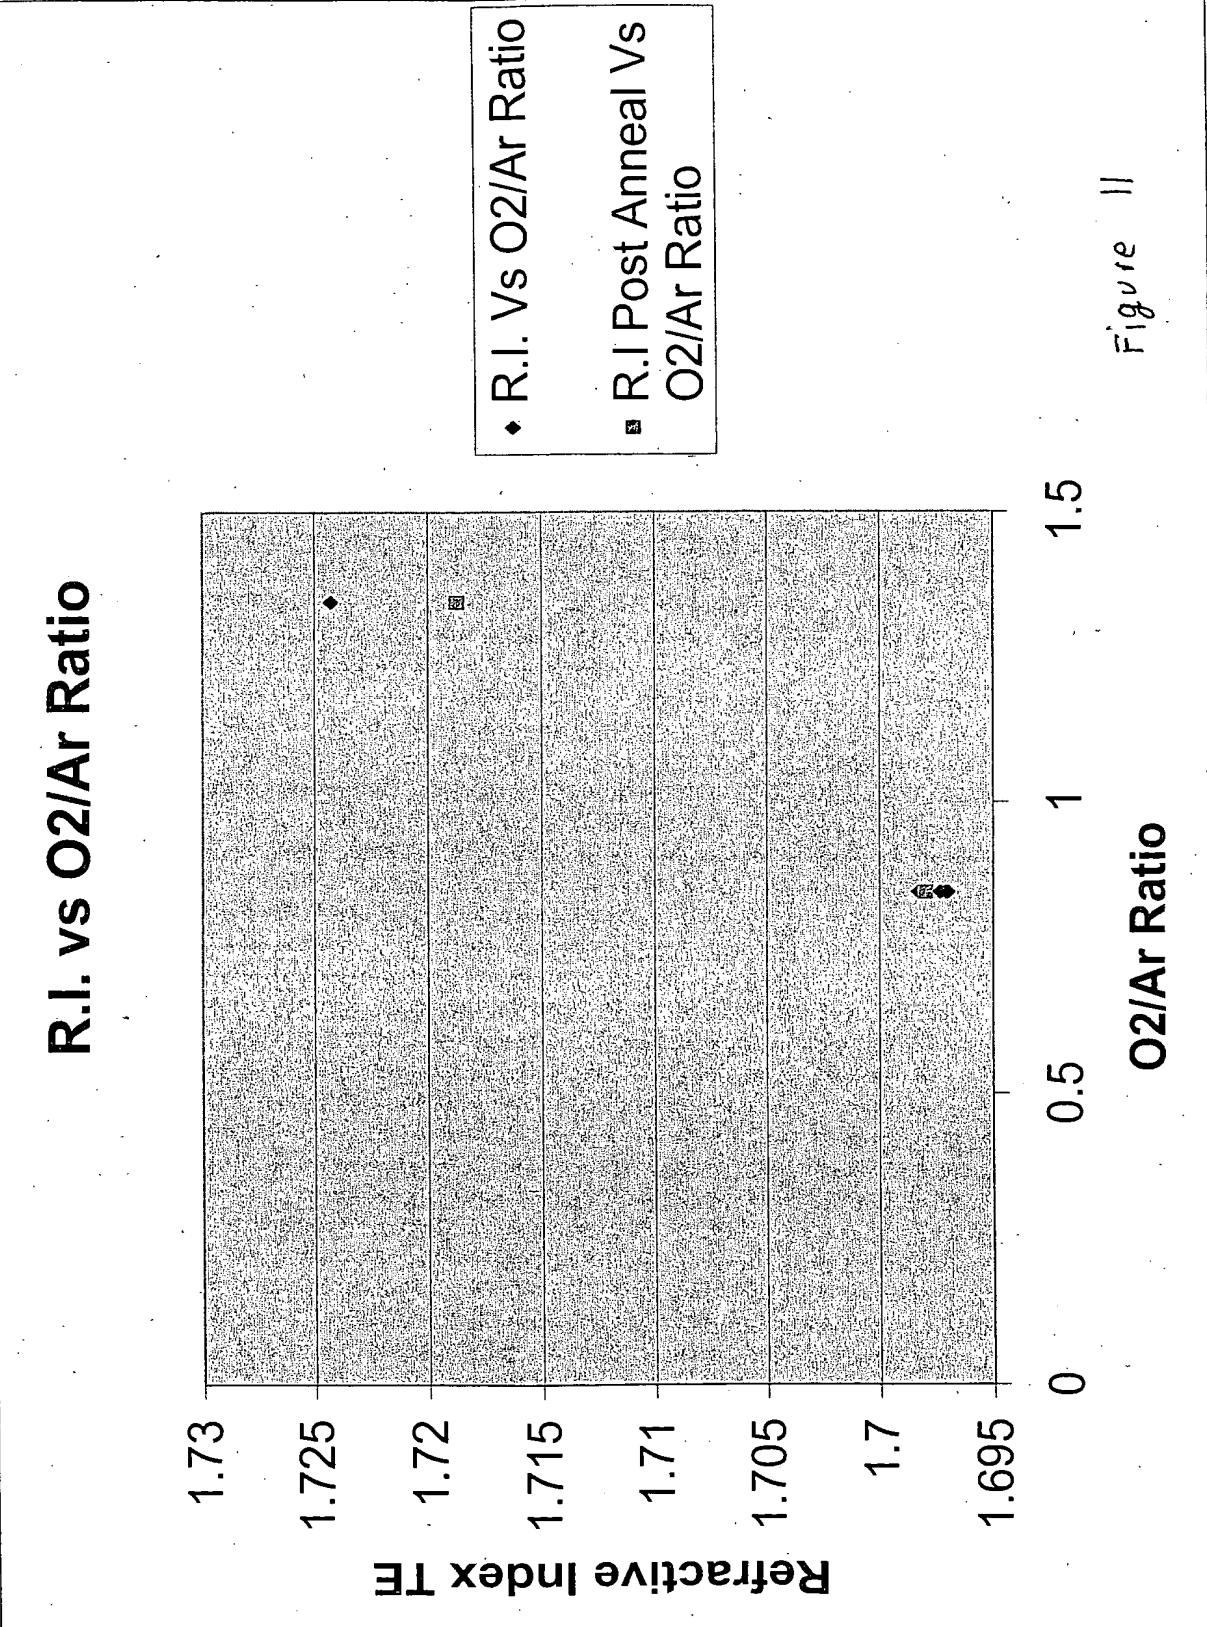 R.I. vs O2/Ar Ratio
Refractive Index TE
1.73
1.725
1.72
1.715
1.71
1.705
1.7
1.695
0
0.5
1
1.5
O2/Ar Ratio
R.I. Vs O2/Ar Ratio
R.I Post Anneal Vs
O2/Ar Ratio
Figure 11